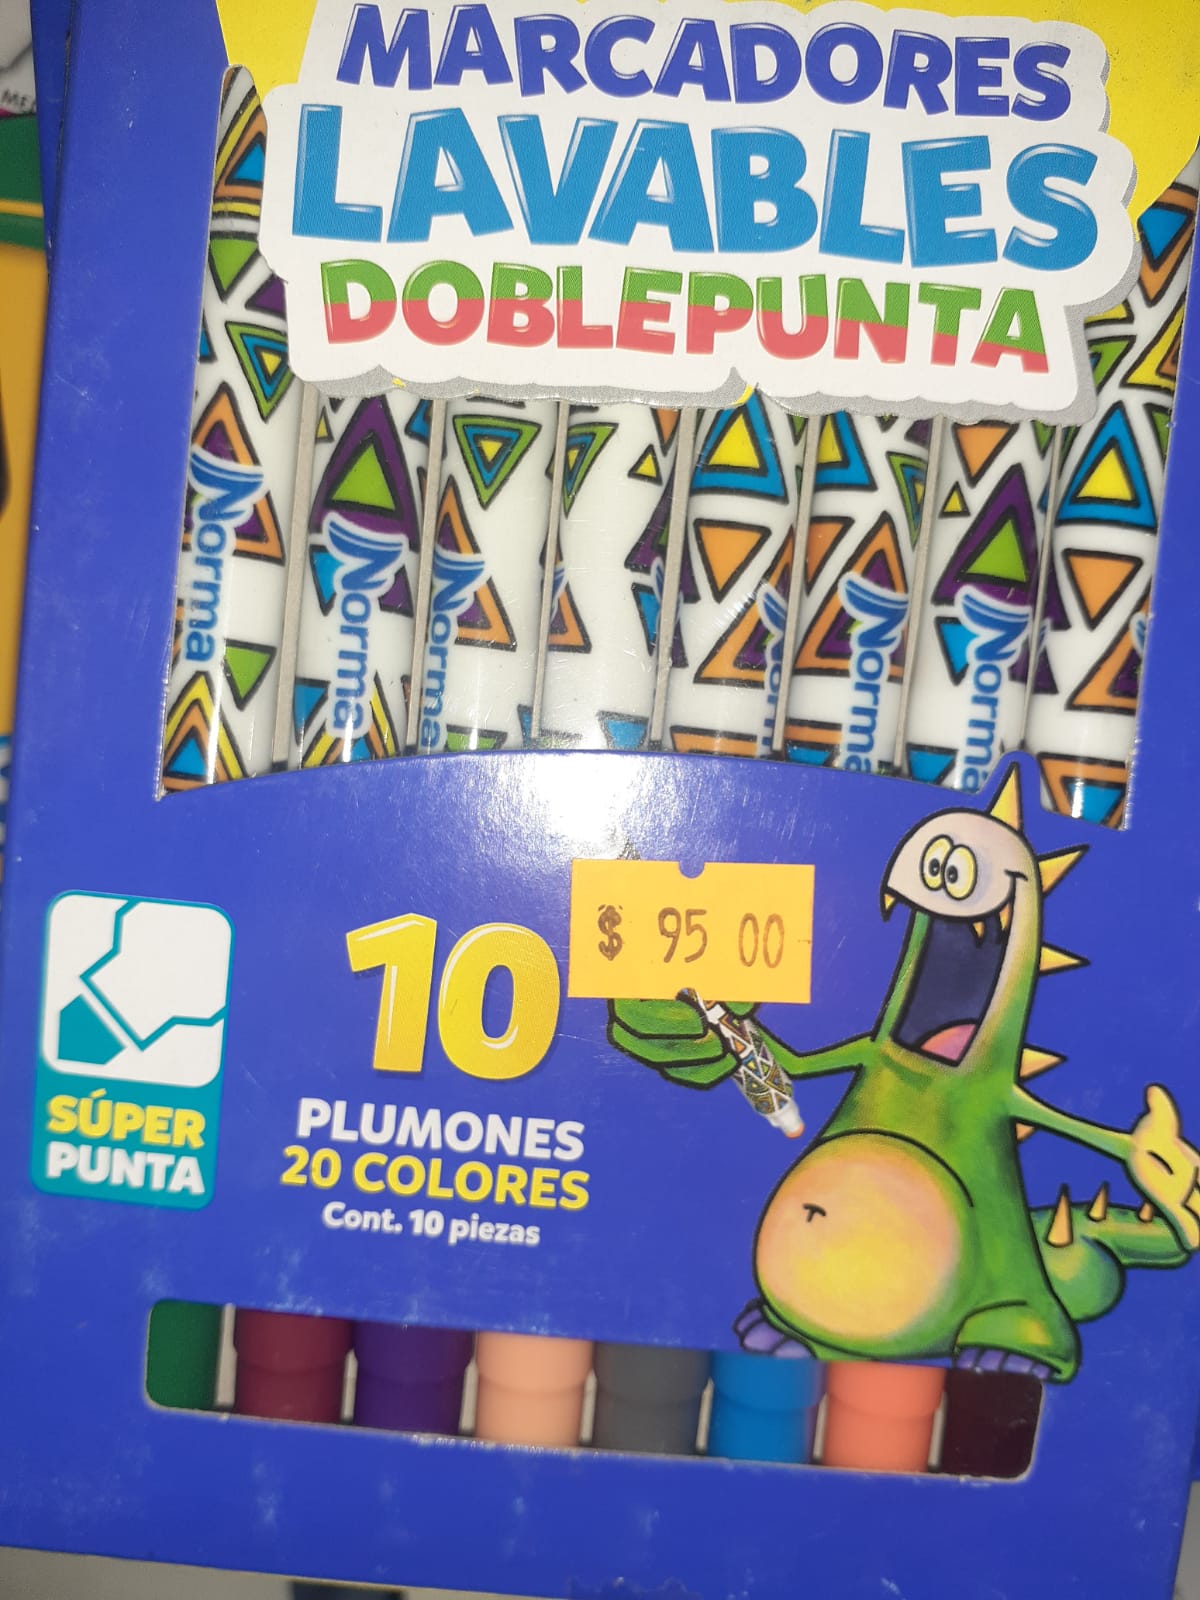 MARCADORES
LAVABLES
DOBLEPUNTA
Norma
Norma
Norma
Norma
Norma
$ 95 00
10
PLUMONES
20 COLORES
Cont. 10 piezas
SÚPER
PUNTA